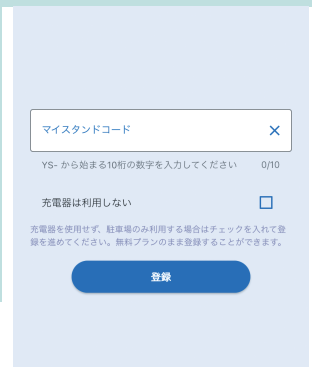 マイスタンドコード
YS- から始まる10桁の数字を入力してください 0/10
充電器は利用しない
充電器を使用せず、駐車場のみ利用する場合はチェックを入れて登
録を進めてください。無料プランのまま登録することができます。
登録